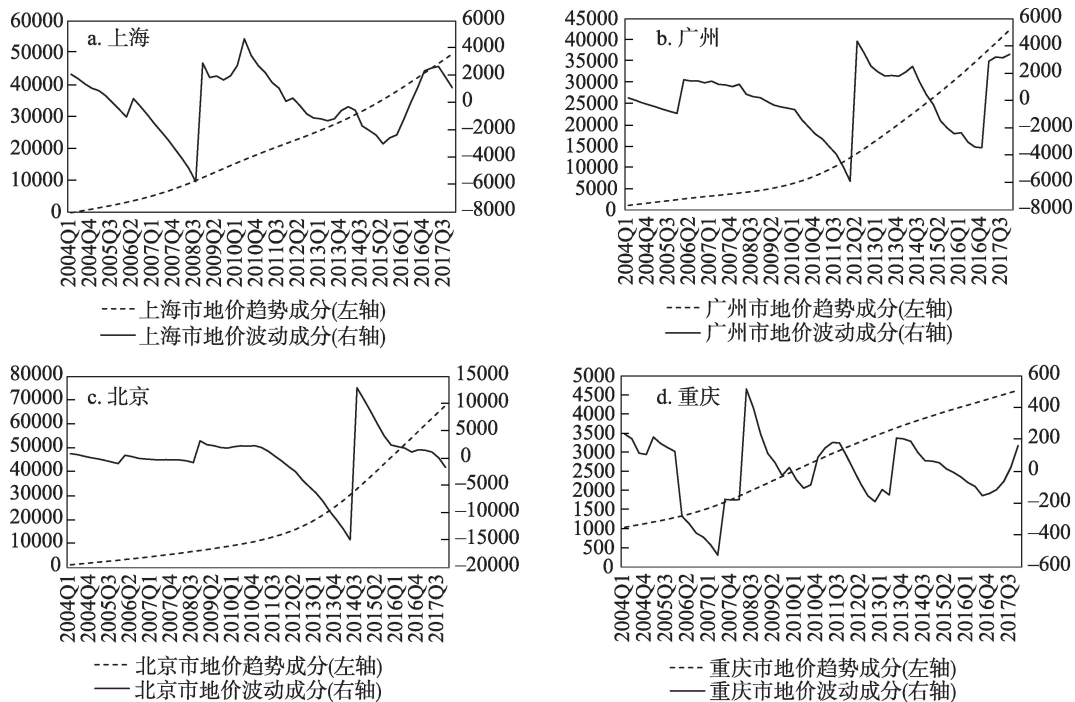 a. 上海
60000
50000
40000
30000
20000
10000
0
6000
4000
2000
0
–2000
–4000
–6000
–8000
2004Q1
2004Q4
2005Q3
2006Q2
2007Q1
2007Q4
2008Q3
2009Q2
2010Q1
2010Q4
2011Q3
2012Q2
2013Q1
2013Q4
2014Q3
2015Q2
2016Q1
2016Q4
2017Q3
上海市地价趋势成分(左轴)
上海市地价波动成分(右轴)
b. 广州
45000
40000
35000
30000
25000
20000
15000
10000
5000
0
6000
4000
2000
0
–2000
–4000
–6000
–8000
2004Q1
2004Q4
2005Q3
2006Q2
2007Q1
2007Q4
2008Q3
2009Q2
2010Q1
2010Q4
2011Q3
2012Q2
2013Q1
2013Q4
2014Q3
2015Q2
2016Q1
2016Q4
2017Q3
广州市地价趋势成分(左轴)
广州市地价波动成分(右轴)
c. 北京
80000
70000
60000
50000
40000
30000
20000
10000
0
15000
10000
5000
0
–5000
–10000
–15000
–20000
2004Q1
2004Q4
2005Q3
2006Q2
2007Q1
2007Q4
2008Q3
2009Q2
2010Q1
2010Q4
2011Q3
2012Q2
2013Q1
2013Q4
2014Q3
2015Q2
2016Q1
2016Q4
2017Q3
北京市地价趋势成分(左轴)
北京市地价波动成分(右轴)
d. 重庆
5000
4500
4000
3500
3000
2500
2000
1500
1000
500
0
600
400
200
0
–200
–400
–600
2004Q1
2004Q4
2005Q3
2006Q2
2007Q1
2007Q4
2008Q3
2009Q2
2010Q1
2010Q4
2011Q3
2012Q2
2013Q1
2013Q4
2014Q3
2015Q2
2016Q1
2016Q4
2017Q3
重庆市地价趋势成分(左轴)
重庆市地价波动成分(右轴)